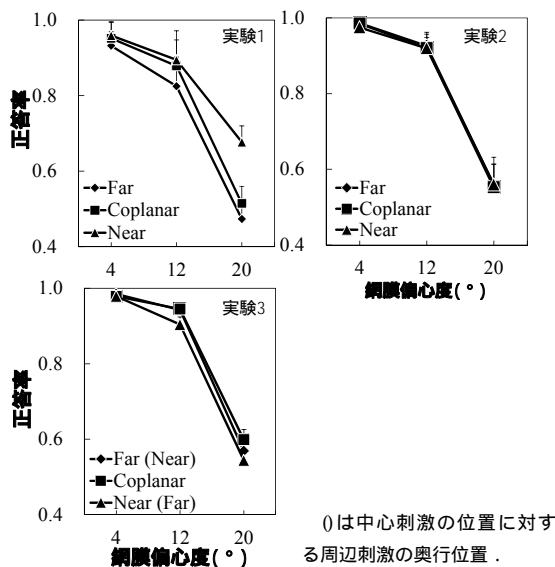 実験1
1.0
0.8
0.6
0.4
正答率
Far
Coplanar
Near
4
12
20
実験2
1.0
0.8
0.6
0.4
Far
Coplanar
Near
4
12
20
網膜偏心度(°)
実験3
1.0
0.8
0.6
0.4
正答率
Far (Near)
Coplanar
Near (Far)
4
12
20
網膜偏心度(°)
()は中心刺激の位置に対す
る周辺刺激の奥行位置．